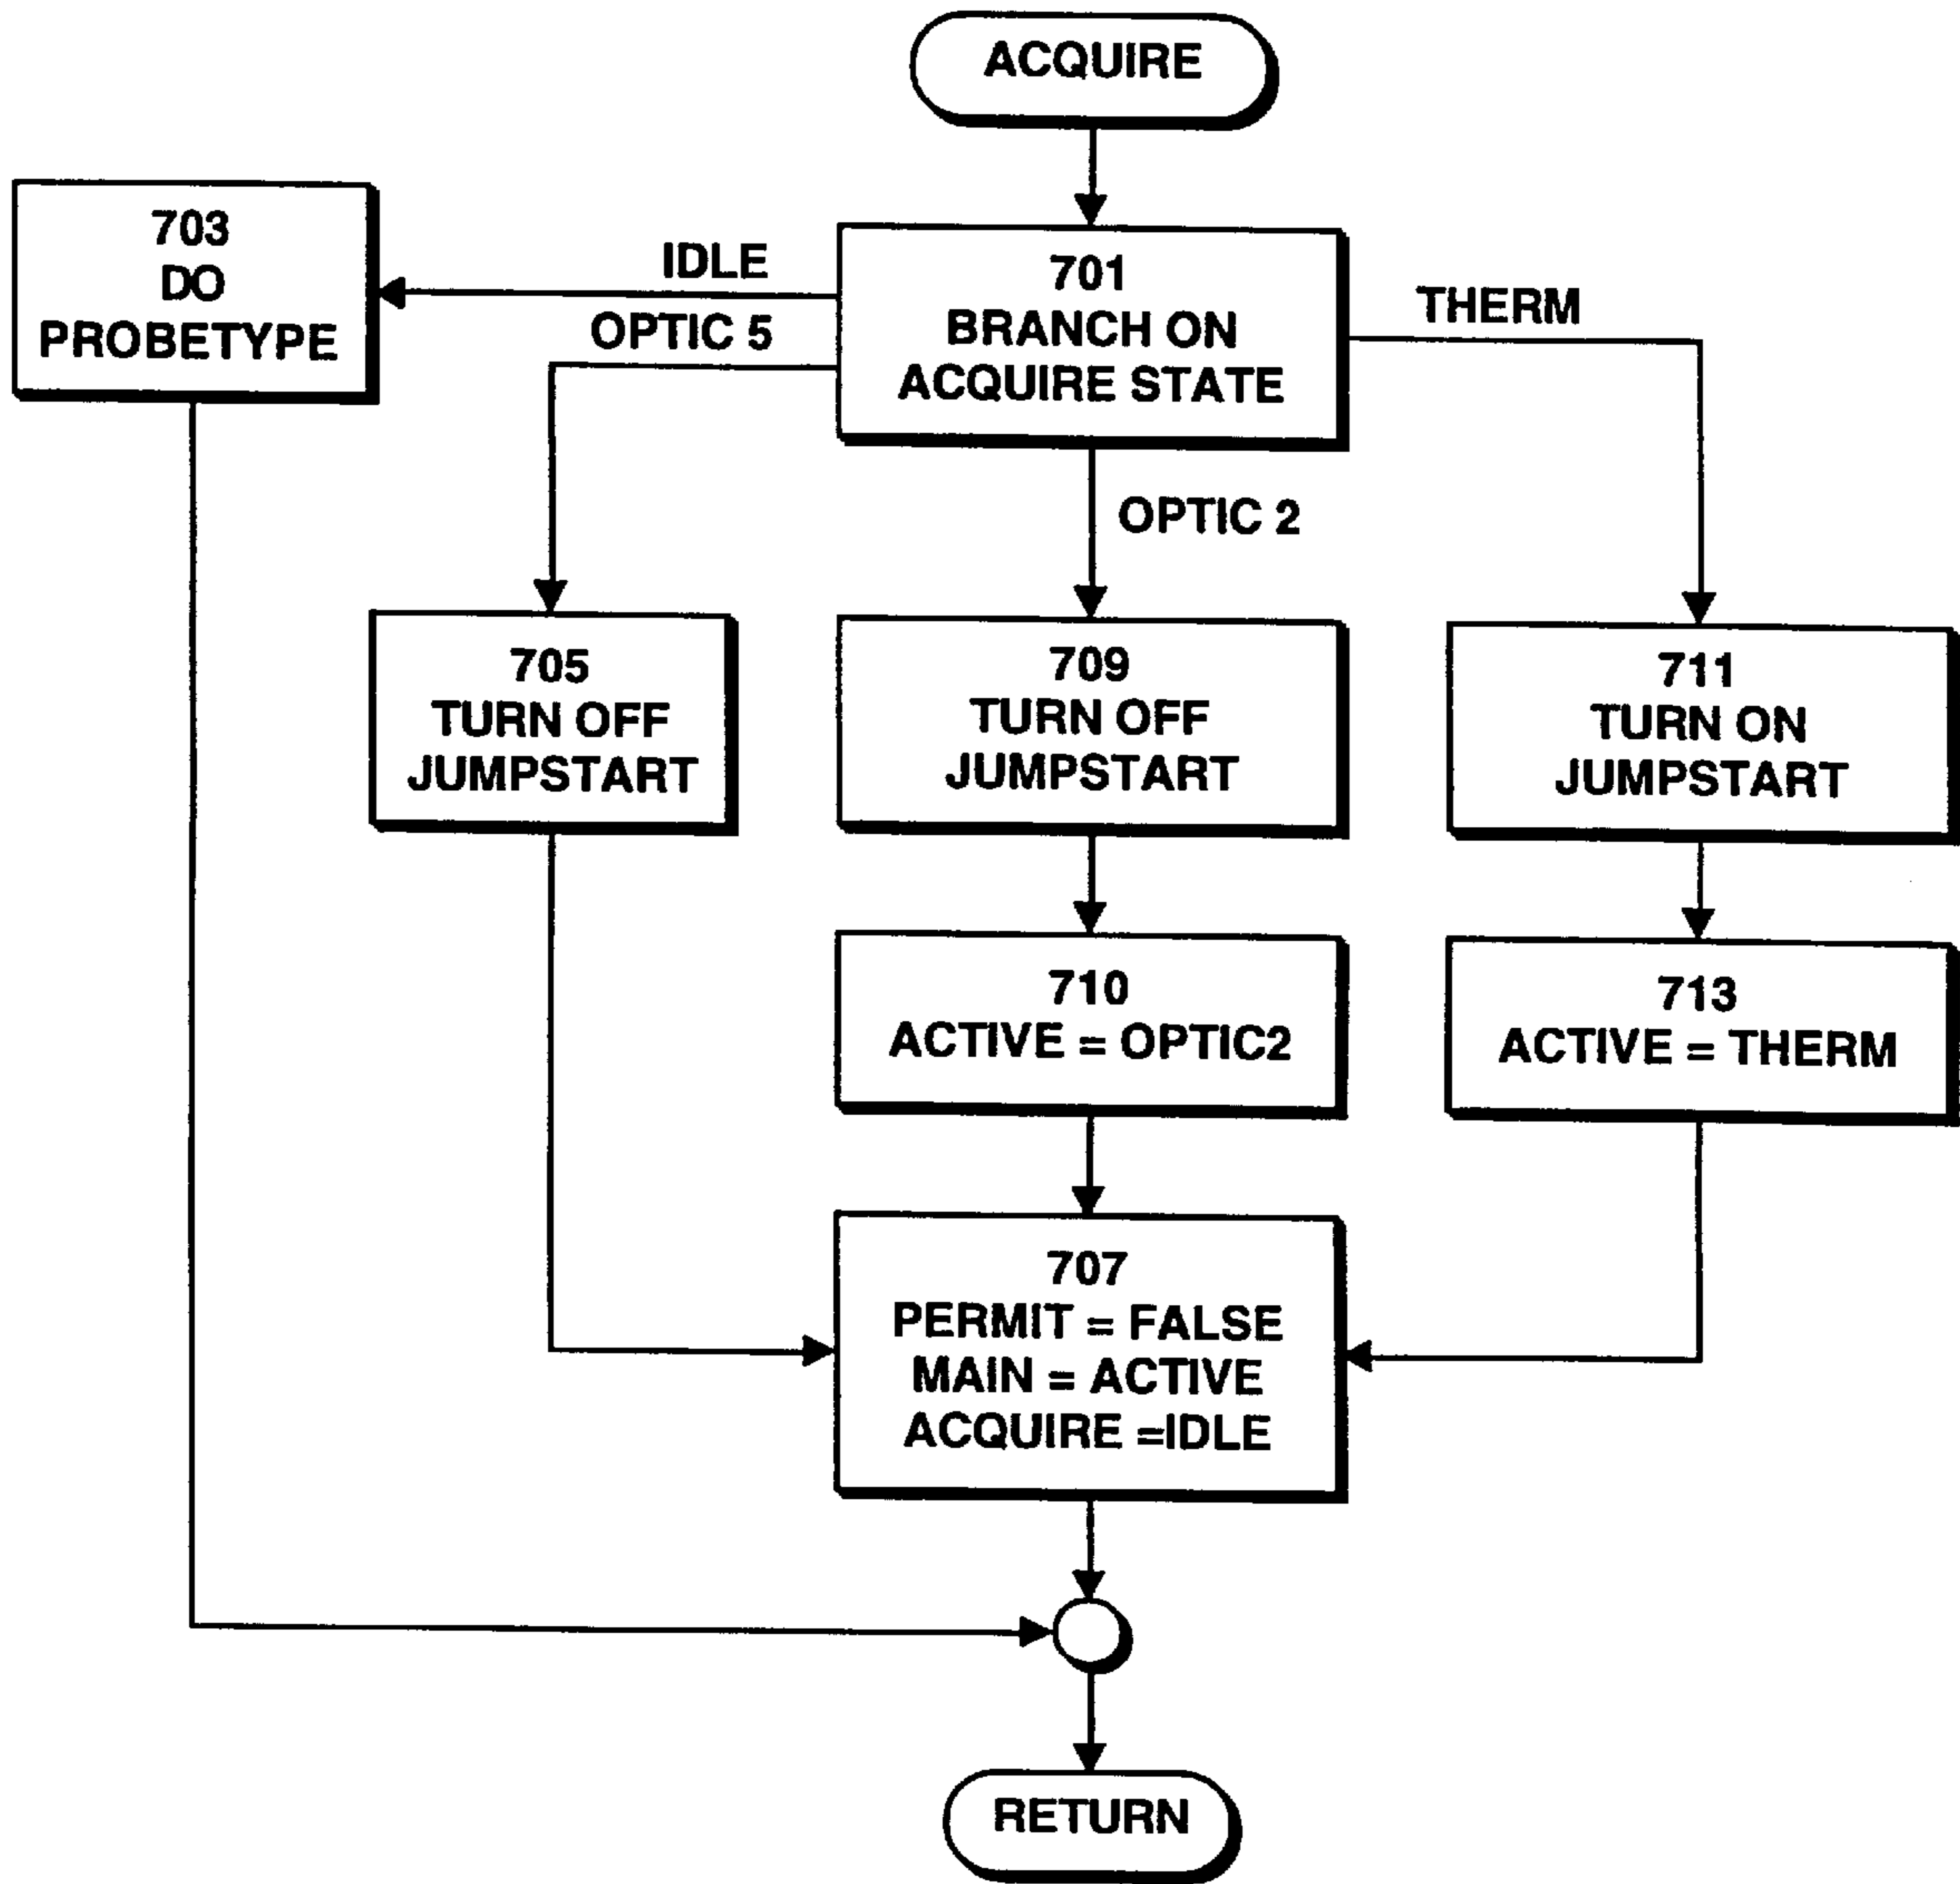 ACQUIRE
703
DO
PROBETYPE
IDLE
OPTIC 5
701
BRANCH ON
ACQUIRE STATE
THERM
OPTIC 2
705
TURN OFF
JUMPSTART
709
TURN OFF
JUMPSTART
711
TURN ON
JUMPSTART
710
ACTIVE = OPTIC2
713
ACTIVE = THERM
707
PERMIT = FALSE
MAIN = ACTIVE
ACQUIRE =IDLE
RETURN